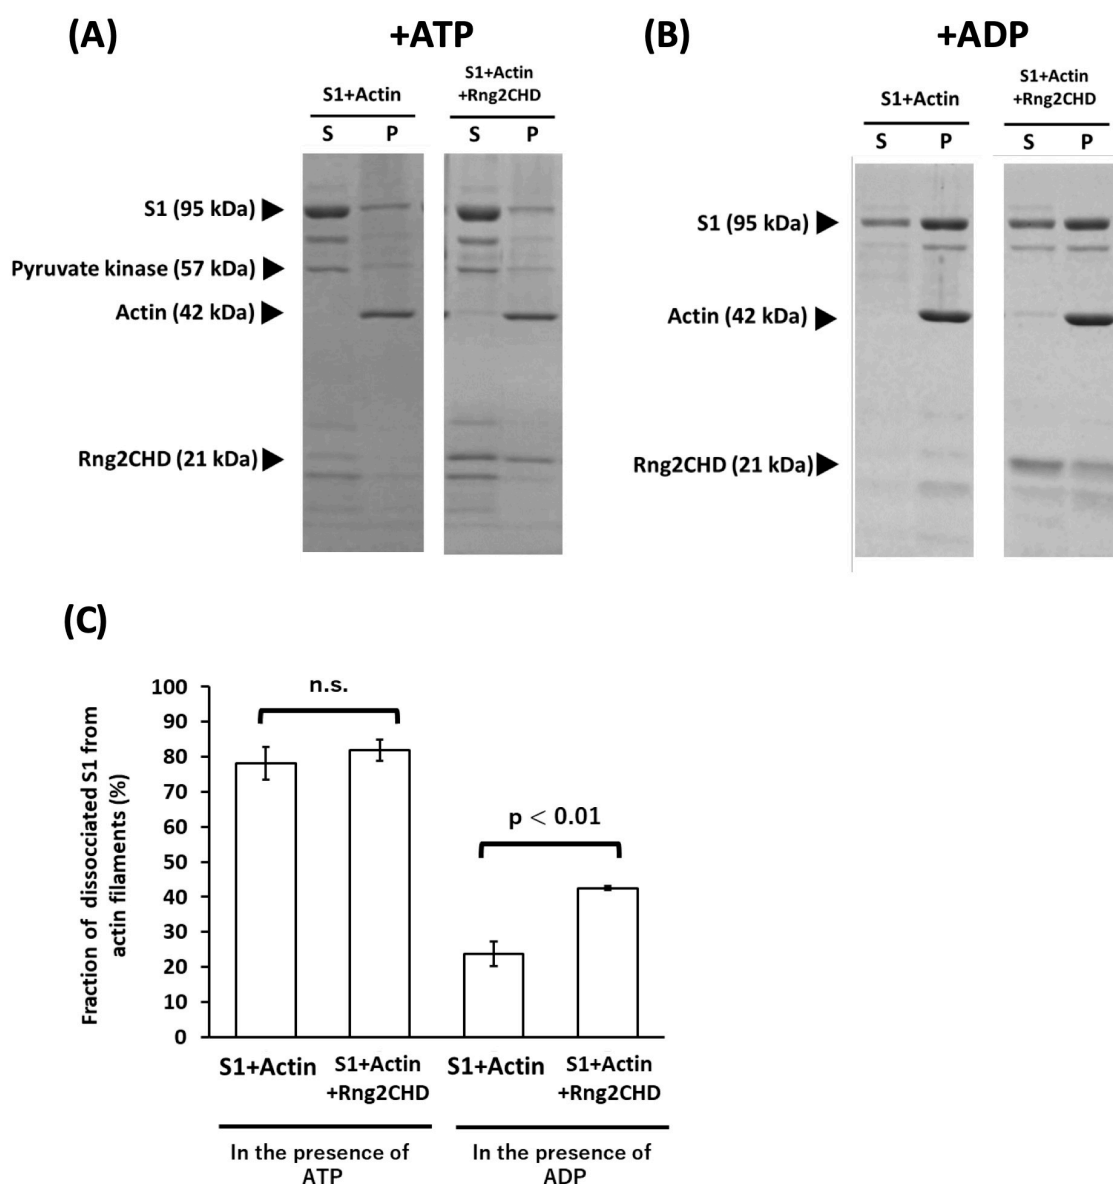 (A)
+ATP
S1+Actin
S1+Actin
+Rng2CHD
S P
S P
S1 (95 kDa)
Pyruvate kinase (57 kDa)
Actin (42 kDa)
Rng2CHD (21 kDa)
(B)
+ADP
S1+Actin
S1+Actin
+Rng2CHD
S P
S P
S1 (95 kDa)
Actin (42 kDa)
Rng2CHD (21 kDa)
(C)
Fraction of dissocciated S1 from
actin filaments (%)
100
90
80
70
60
50
40
30
20
10
0
n.s.
p < 0.01
S1+Actin
S1+Actin
+Rng2CHD
S1+Actin
S1+Actin
+Rng2CHD
In the presence of
ATP
In the presence of
ADP